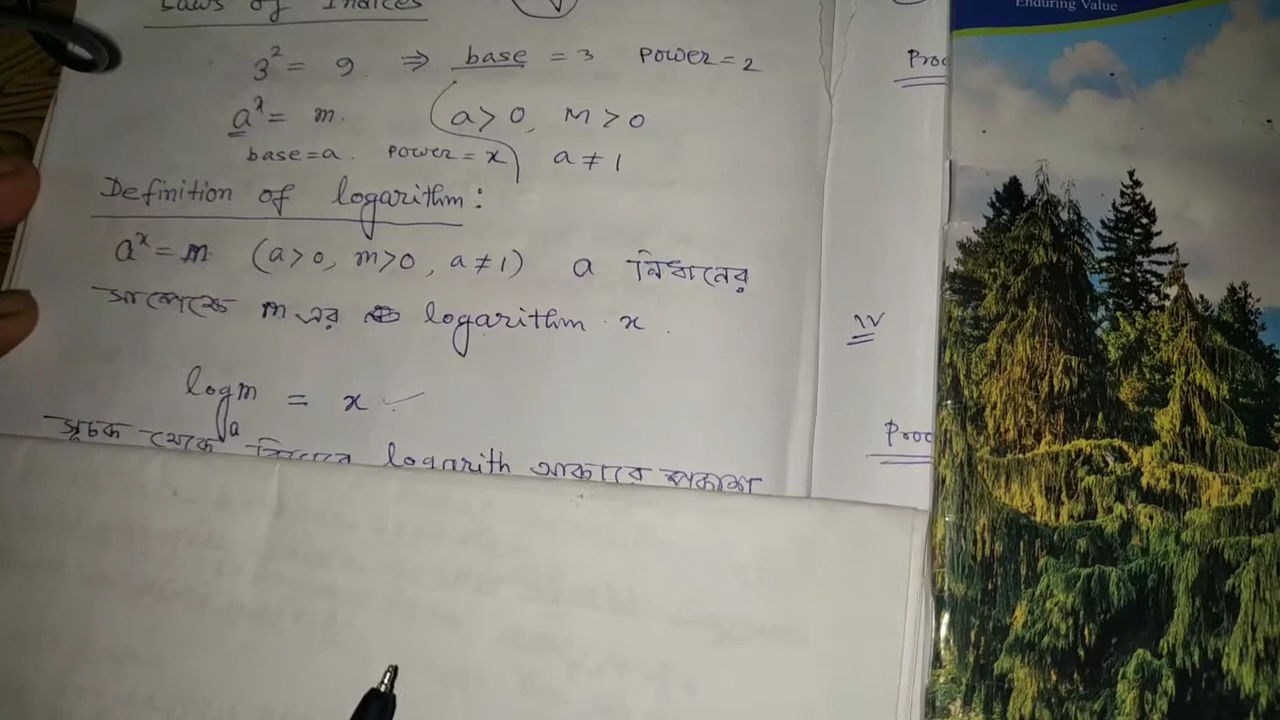 Laws of Indices
3² = 9 ⇒ base = 3 power = 2
aˣ = m. (a > 0, m > 0
base = a. power = x) a ≠ 1
Definition of logarithm:
aˣ = m (a > 0, m > 0, a ≠ 1) a নিধানের
সাপেক্ষে m এর logarithm x.
logₐm = x
সূচক থেকে logarith আকারে প্রকাশ
Enduring Value
Proo
iv
Proo